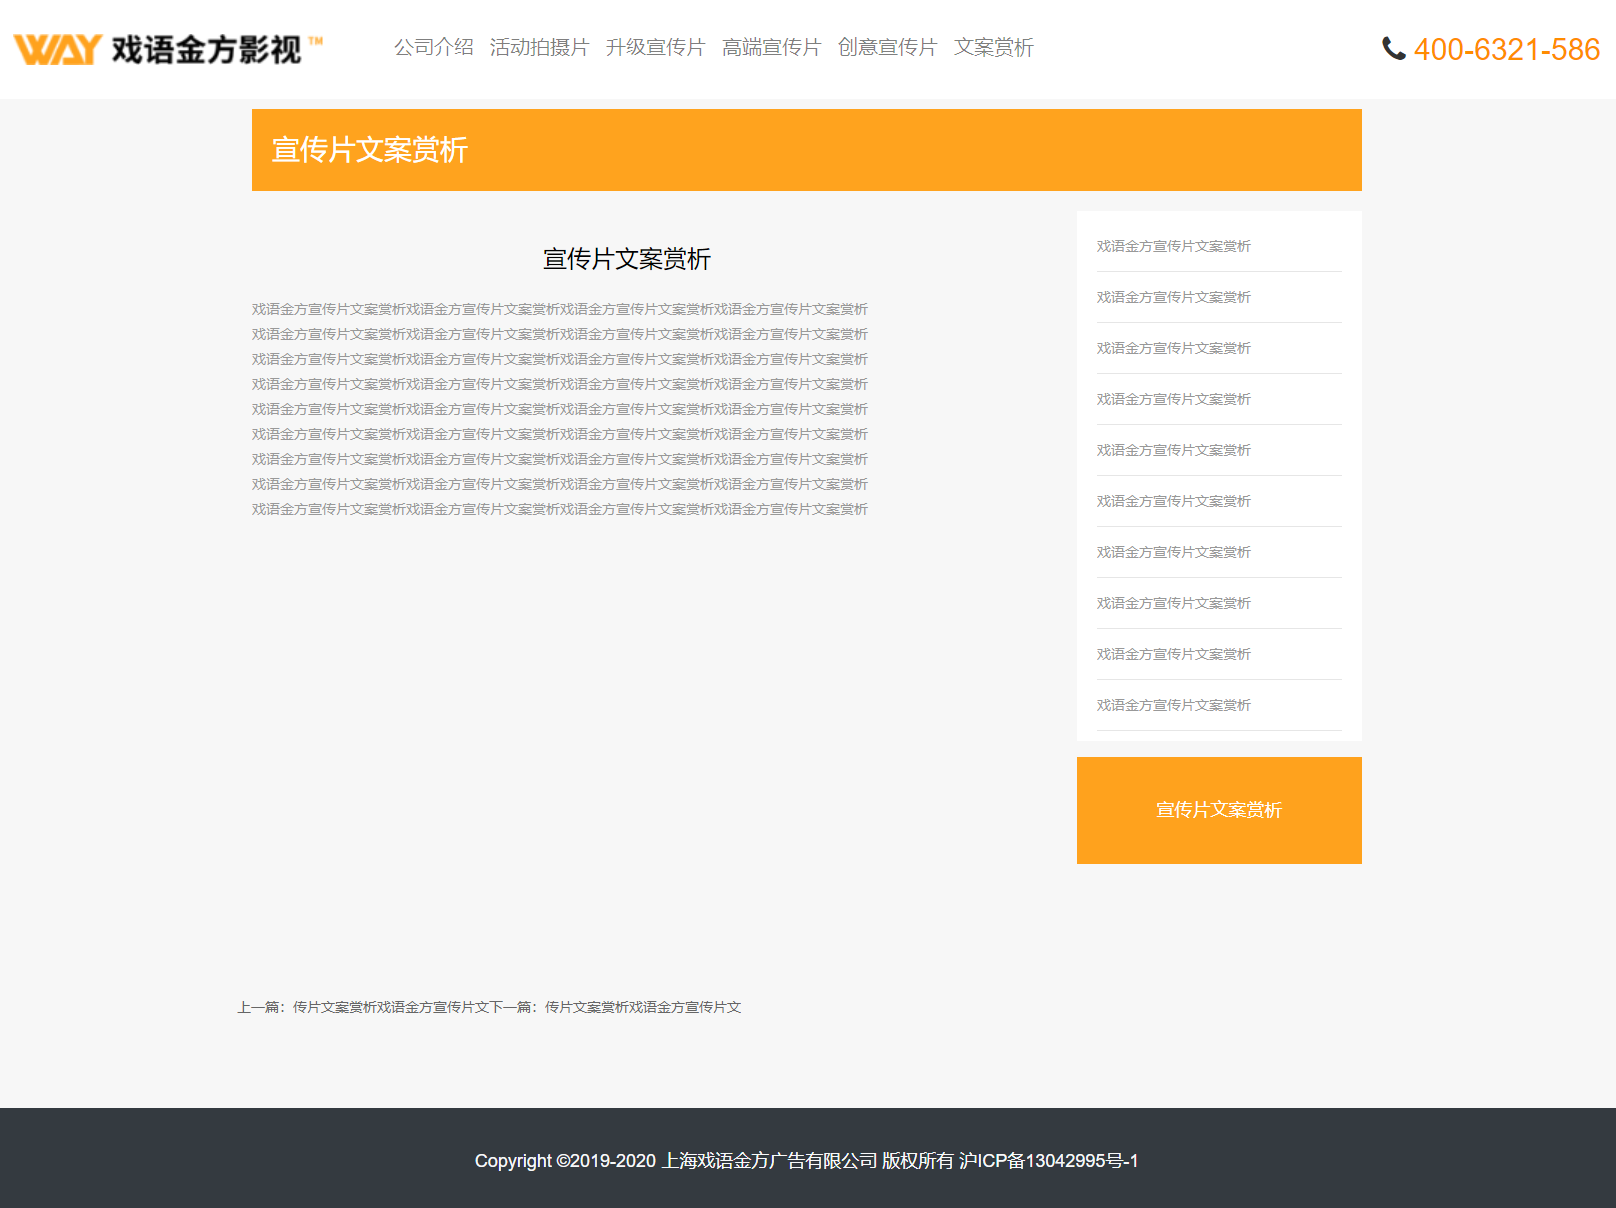 WAY 戏语金方影视 TM
公司介绍 活动拍摄片 升级宣传片 高端宣传片 创意宣传片 文案赏析
400-6321-586
宣传片文案赏析
宣传片文案赏析
戏语金方宣传片文案赏析戏语金方宣传片文案赏析戏语金方宣传片文案赏析戏语金方宣传片文案赏析
戏语金方宣传片文案赏析戏语金方宣传片文案赏析戏语金方宣传片文案赏析戏语金方宣传片文案赏析
戏语金方宣传片文案赏析戏语金方宣传片文案赏析戏语金方宣传片文案赏析戏语金方宣传片文案赏析
戏语金方宣传片文案赏析戏语金方宣传片文案赏析戏语金方宣传片文案赏析戏语金方宣传片文案赏析
戏语金方宣传片文案赏析戏语金方宣传片文案赏析戏语金方宣传片文案赏析戏语金方宣传片文案赏析
戏语金方宣传片文案赏析戏语金方宣传片文案赏析戏语金方宣传片文案赏析戏语金方宣传片文案赏析
戏语金方宣传片文案赏析戏语金方宣传片文案赏析戏语金方宣传片文案赏析戏语金方宣传片文案赏析
戏语金方宣传片文案赏析戏语金方宣传片文案赏析戏语金方宣传片文案赏析戏语金方宣传片文案赏析
戏语金方宣传片文案赏析戏语金方宣传片文案赏析戏语金方宣传片文案赏析戏语金方宣传片文案赏析
戏语金方宣传片文案赏析
戏语金方宣传片文案赏析
戏语金方宣传片文案赏析
戏语金方宣传片文案赏析
戏语金方宣传片文案赏析
戏语金方宣传片文案赏析
戏语金方宣传片文案赏析
戏语金方宣传片文案赏析
戏语金方宣传片文案赏析
戏语金方宣传片文案赏析
宣传片文案赏析
上一篇：传片文案赏析戏语金方宣传片文下一篇：传片文案赏析戏语金方宣传片文
Copyright ©2019-2020 上海戏语金方广告有限公司 版权所有 沪ICP备13042995号-1